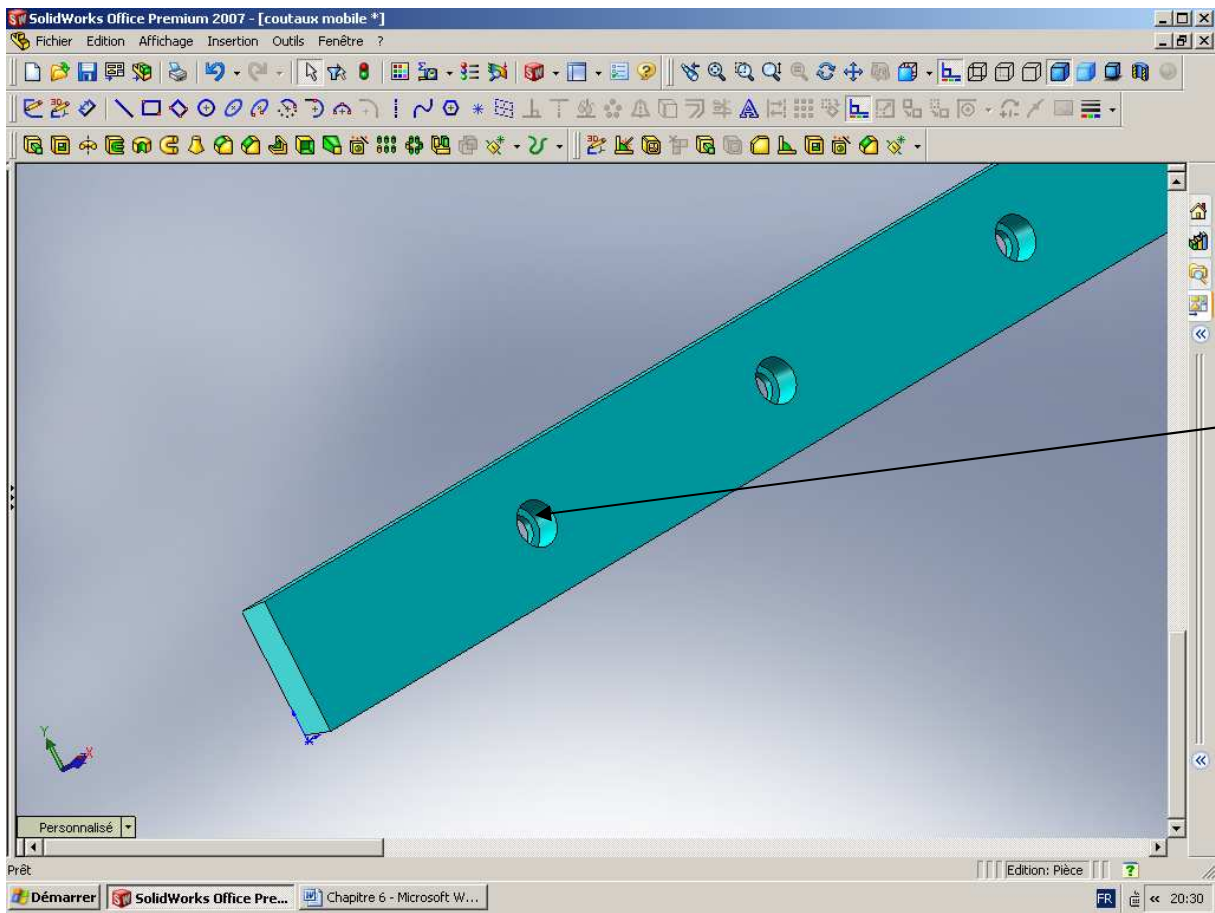 SolidWorks Office Premium 2007 - [coutaux mobile *]
Fichier Edition Affichage Insertion Outils Fenêtre ?
Y
X
Personnalisé
Prêt
Edition: Pièce
Démarrer SolidWorks Office Pre... Chapitre 6 - Microsoft W... FR 20:30